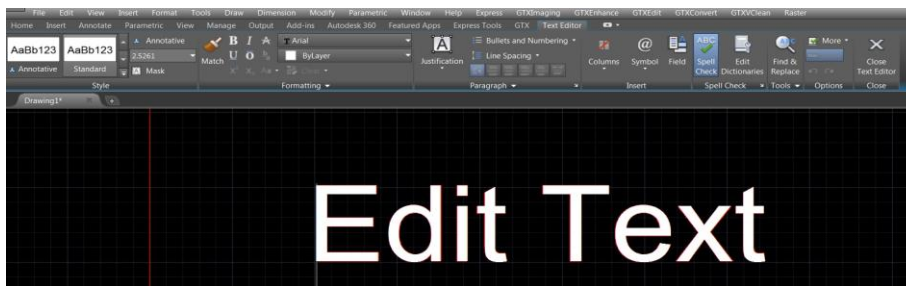 File Edit View Insert Format Tools Draw Dimension Modify Parametric Window Help Express GTXImaging GTXEnhance GTXEdit GTXConvert GTXVClean Raster
Home Insert Annotate Parametric View Manage Output Add-ins Autodesk 360 Featured Apps Express Tools GTX Text Editor
AaBb123 AaBb123 Annotative B I A Arial A Bullets and Numbering @ ABC More
2.5261 Match U O ByLayer Justification Line Spacing Columns Symbol Field Spell Check Edit Dictionaries Find & Replace Close Text Editor
Annotative Standard Mask
Style Formatting Paragraph Insert Spell Check Tools Options Close
Drawing1*
Edit Text